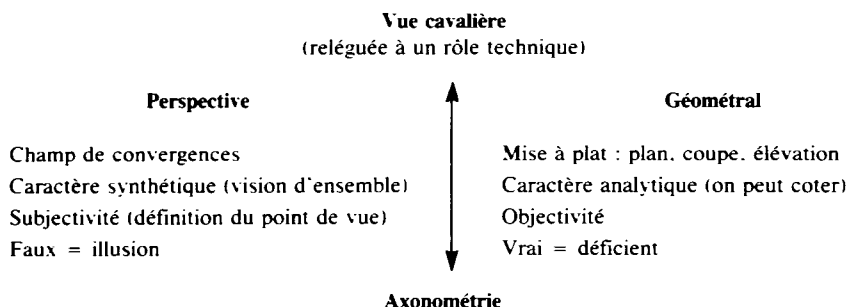 Vue cavalière
(reléguée à un rôle technique)
Perspective
Champ de convergences
Caractère synthétique (vision d'ensemble)
Subjectivité (définition du point de vue)
Faux = illusion
Géométral
Mise à plat : plan, coupe, élévation
Caractère analytique (on peut coter)
Objectivité
Vrai = déficient
Axonométrie